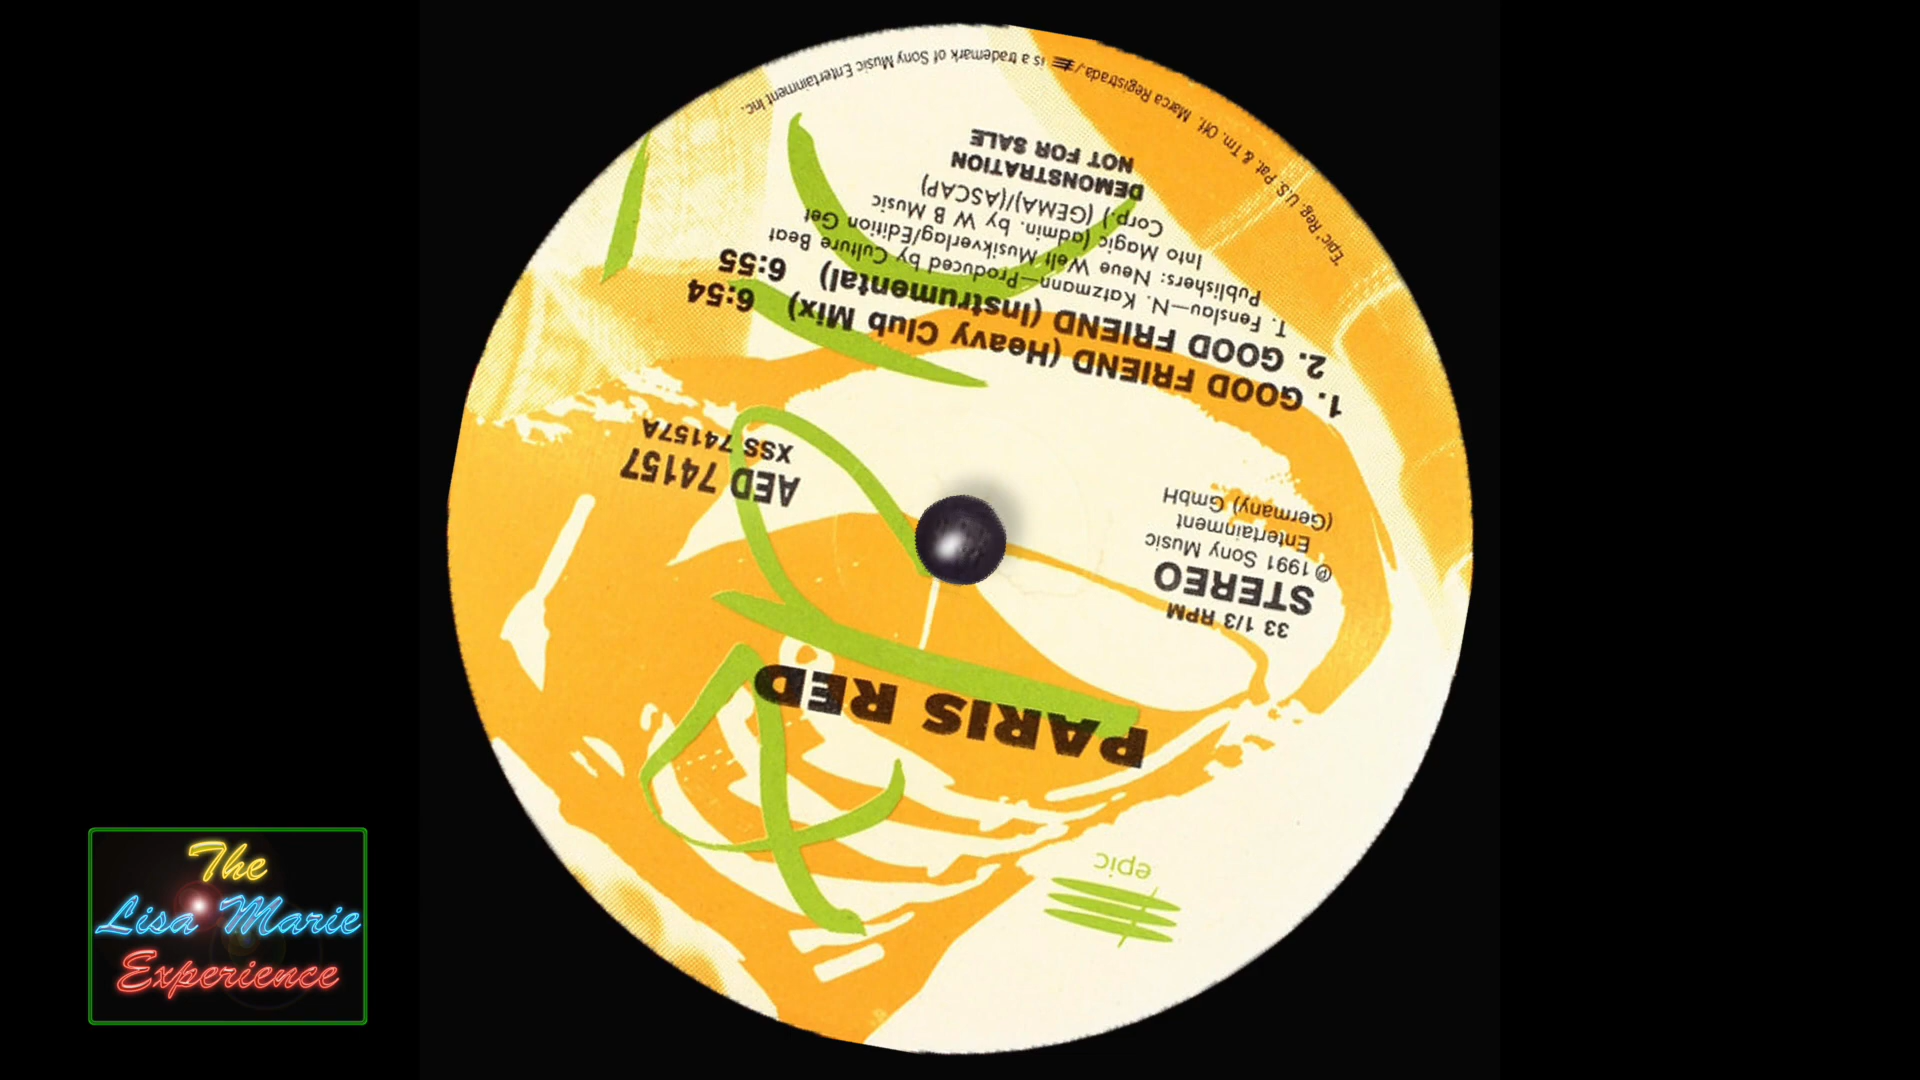 epic
PARIS RED
33 1/3 RPM
STEREO
℗ 1991 Sony Music
Entertainment
(Germany) GmbH
AED 74157
XSS 74157A
1. GOOD FRIEND (Heavy Club Mix) 6:54
2. GOOD FRIEND (Instrumental) 6:55
T. Fenslau—N. Katzmann—Produced by Culture Beat
Publishers: Neue Welt Musikverlag/Edition Get
Into Magic (admin. by W B Music
Corp.) (GEMA)/(ASCAP)
DEMONSTRATION
NOT FOR SALE
"Epic" Reg. U.S. Pat. & Tm. Off. Marca Registrada./ is a trademark of Sony Music Entertainment Inc.
The
Lisa Marie
Experience